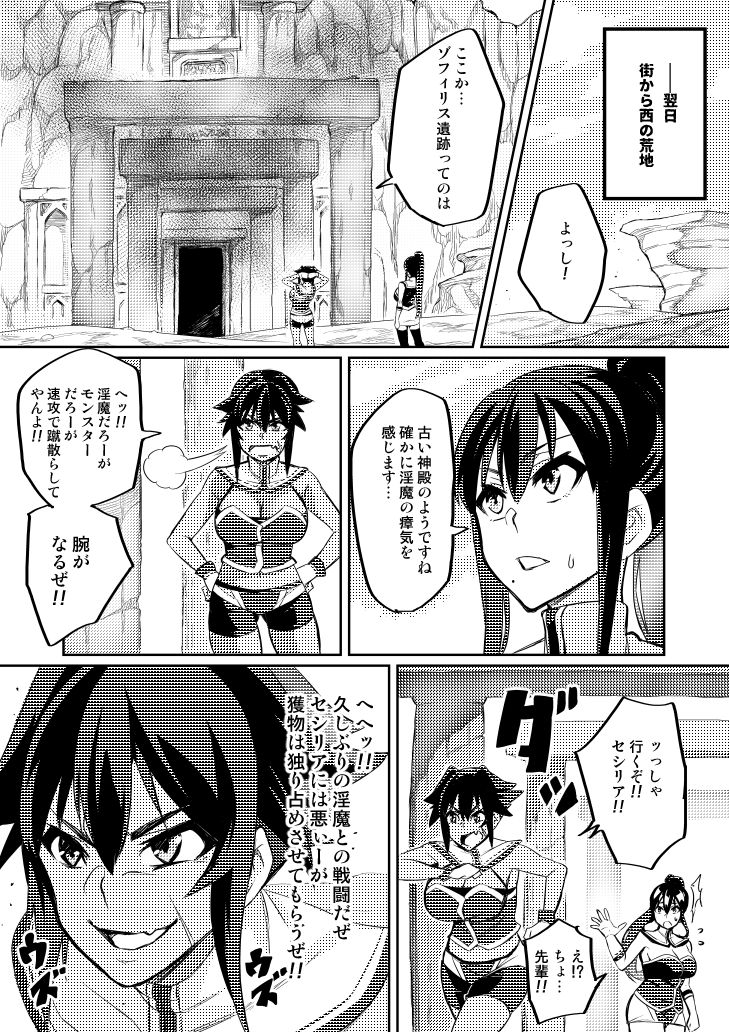 ──翌日
街から西の荒地
よっし!
ここか…
ゾフィリス遺跡ってのは
古い神殿のようですね
確かに淫魔の瘴気を
感じます…
ヘッ!!
淫魔だろーが
モンスター
だろーが
速攻で蹴散らして
やんよ!!
腕が
なるぜ!!
ッっしゃ
行くぞ!!
セシリア!!
ダッ
え!?
ちょ…
先輩!!
へヘッ!!
久しぶりの淫魔との戦闘だぜ
セシリアには悪ぃーが
獲物は独り占めさせてもらうぜ!!
ウズ
ウズ